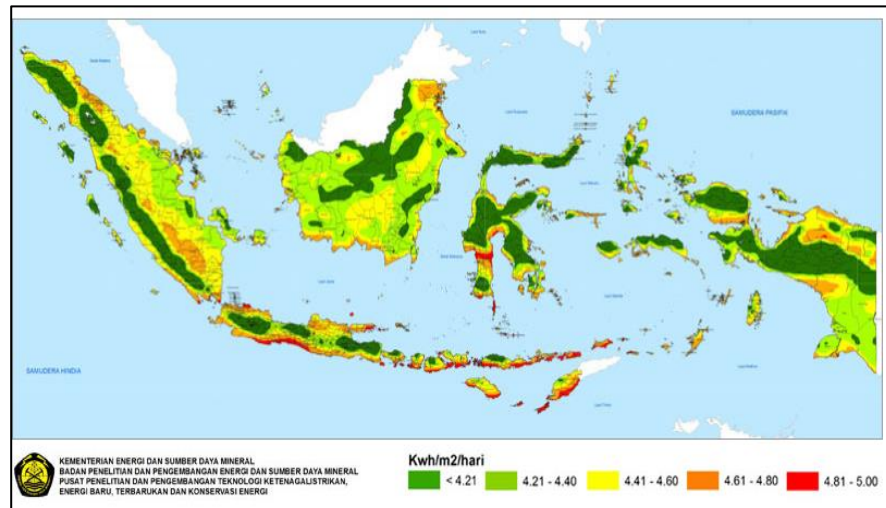 SAMUDERA PASIFIK
SAMUDERA HINDIA
KEMENTERIAN ENERGI DAN SUMBER DAYA MINERAL
BADAN PENELITIAN DAN PENGEMBANGAN ENERGI DAN SUMBER DAYA MINERAL
PUSAT PENELITIAN DAN PENGEMBANGAN TEKNOLOGI KETENAGALISTRIKAN,
ENERGI BARU, TERBARUKAN DAN KONSERVASI ENERGI
Kwh/m2/hari
< 4.21
4.21 - 4.40
4.41 - 4.60
4.61 - 4.80
4.81 - 5.00